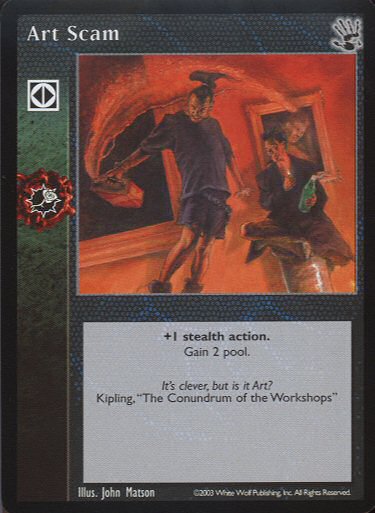 Art Scam
+1 stealth action.
Gain 2 pool.
It's clever, but is it Art?
Kipling, "The Conundrum of the Workshops"
Illus. John Matson
©2003 White Wolf Publishing, Inc. All Rights Reserved.